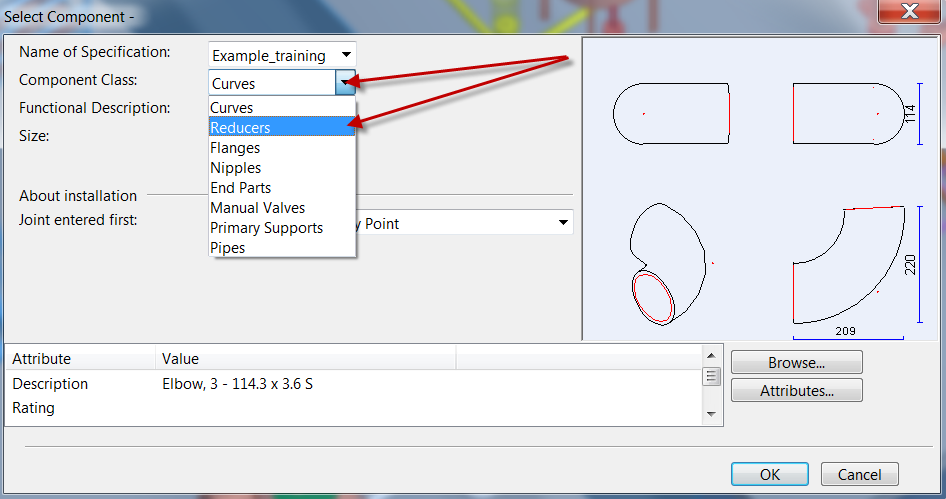 Select Component -
Name of Specification: Example_training
Component Class: Curves
Functional Description: Curves
Reducers
Size:
Flanges
Nipples
End Parts
About installation
Manual Valves
Joint entered first: y Point
Primary Supports
Pipes
114
220
209
Attribute Value
Description Elbow, 3 - 114.3 x 3.6 S
Rating
Browse...
Attributes...
OK Cancel